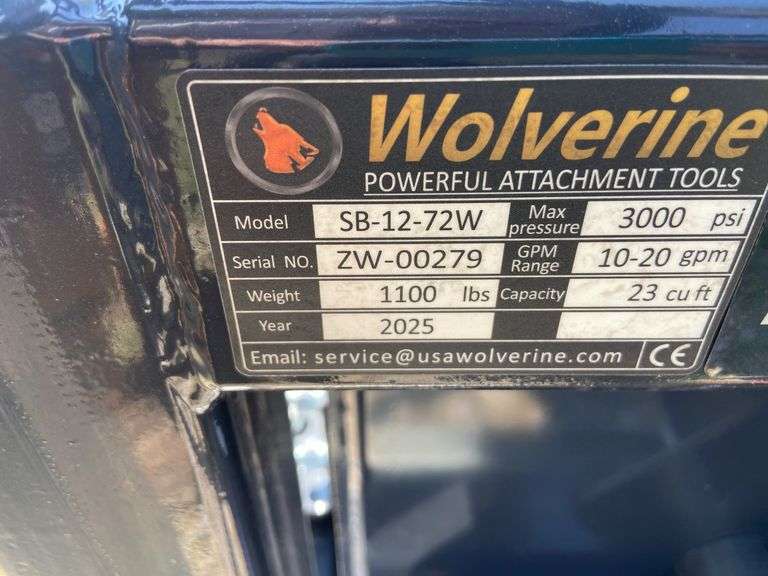 Wolverine
POWERFUL ATTACHMENT TOOLS
Model SB-12-72W Max pressure 3000 psi
Serial NO. ZW-00279 GPM Range 10-20 gpm
Weight 1100 lbs Capacity 23 cu ft
Year 2025
Email: service@usawolverine.com CE